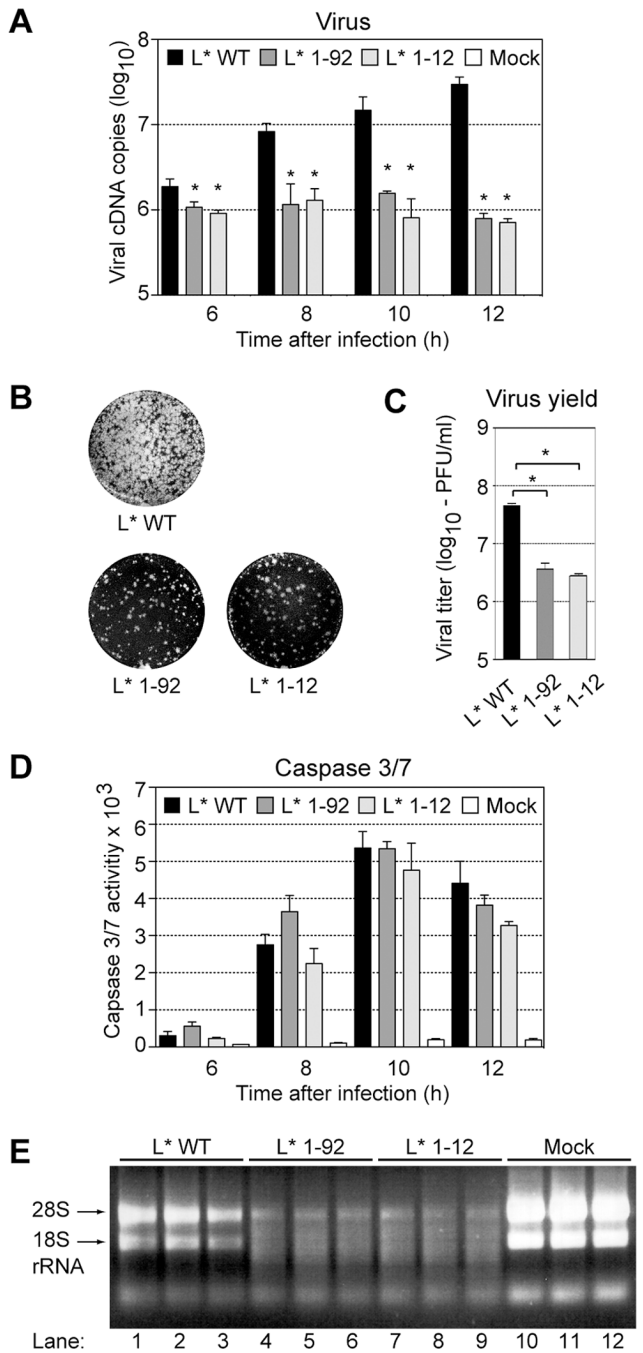 A
Virus
L* WT L* 1-92 L* 1-12 Mock
Viral cDNA copies (log10)
8
7
6
5
* * * * * * * *
6 8 10 12
Time after infection (h)
B
L* WT
L* 1-92 L* 1-12
C
Virus yield
Viral titer (log10 - PFU/ml)
9
8
7
6
5
*
*
L* WT L* 1-92 L* 1-12
D
Caspase 3/7
L* WT L* 1-92 L* 1-12 Mock
Capsase 3/7 activitiy x 103
7
6
5
4
3
2
1
0
6 8 10 12
Time after infection (h)
E
L* WT L* 1-92 L* 1-12 Mock
28S
18S
rRNA
Lane: 1 2 3 4 5 6 7 8 9 10 11 12